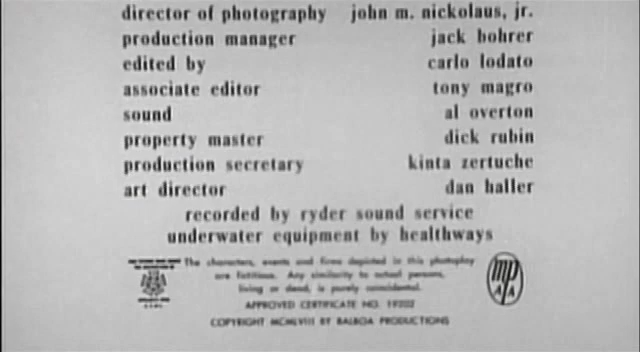 director of photography john m. nickolaus, jr.
production manager jack bohrer
edited by carlo lodato
associate editor tony magro
sound al overton
property master dick rubin
production secretary kinta zertuche
art director dan haller
recorded by ryder sound service
underwater equipment by healthways
The characters, events and firms depicted in this photoplay
are fictitious. Any similarity to actual persons,
living or dead, is purely coincidental.
APPROVED CERTIFICATE NO.
COPYRIGHT MCMLVIII BY BALBOA PRODUCTIONS